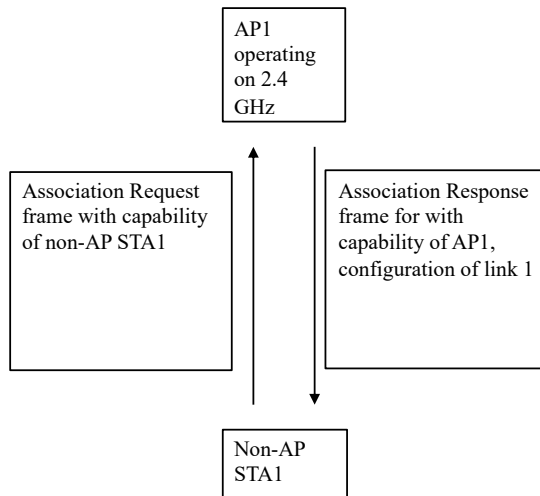 AP1
operating
on 2.4
GHz
Association Request
frame with capability
of non-AP STA1
Association Response
frame for with
capability of AP1,
configuration of link 1
Non-AP
STA1